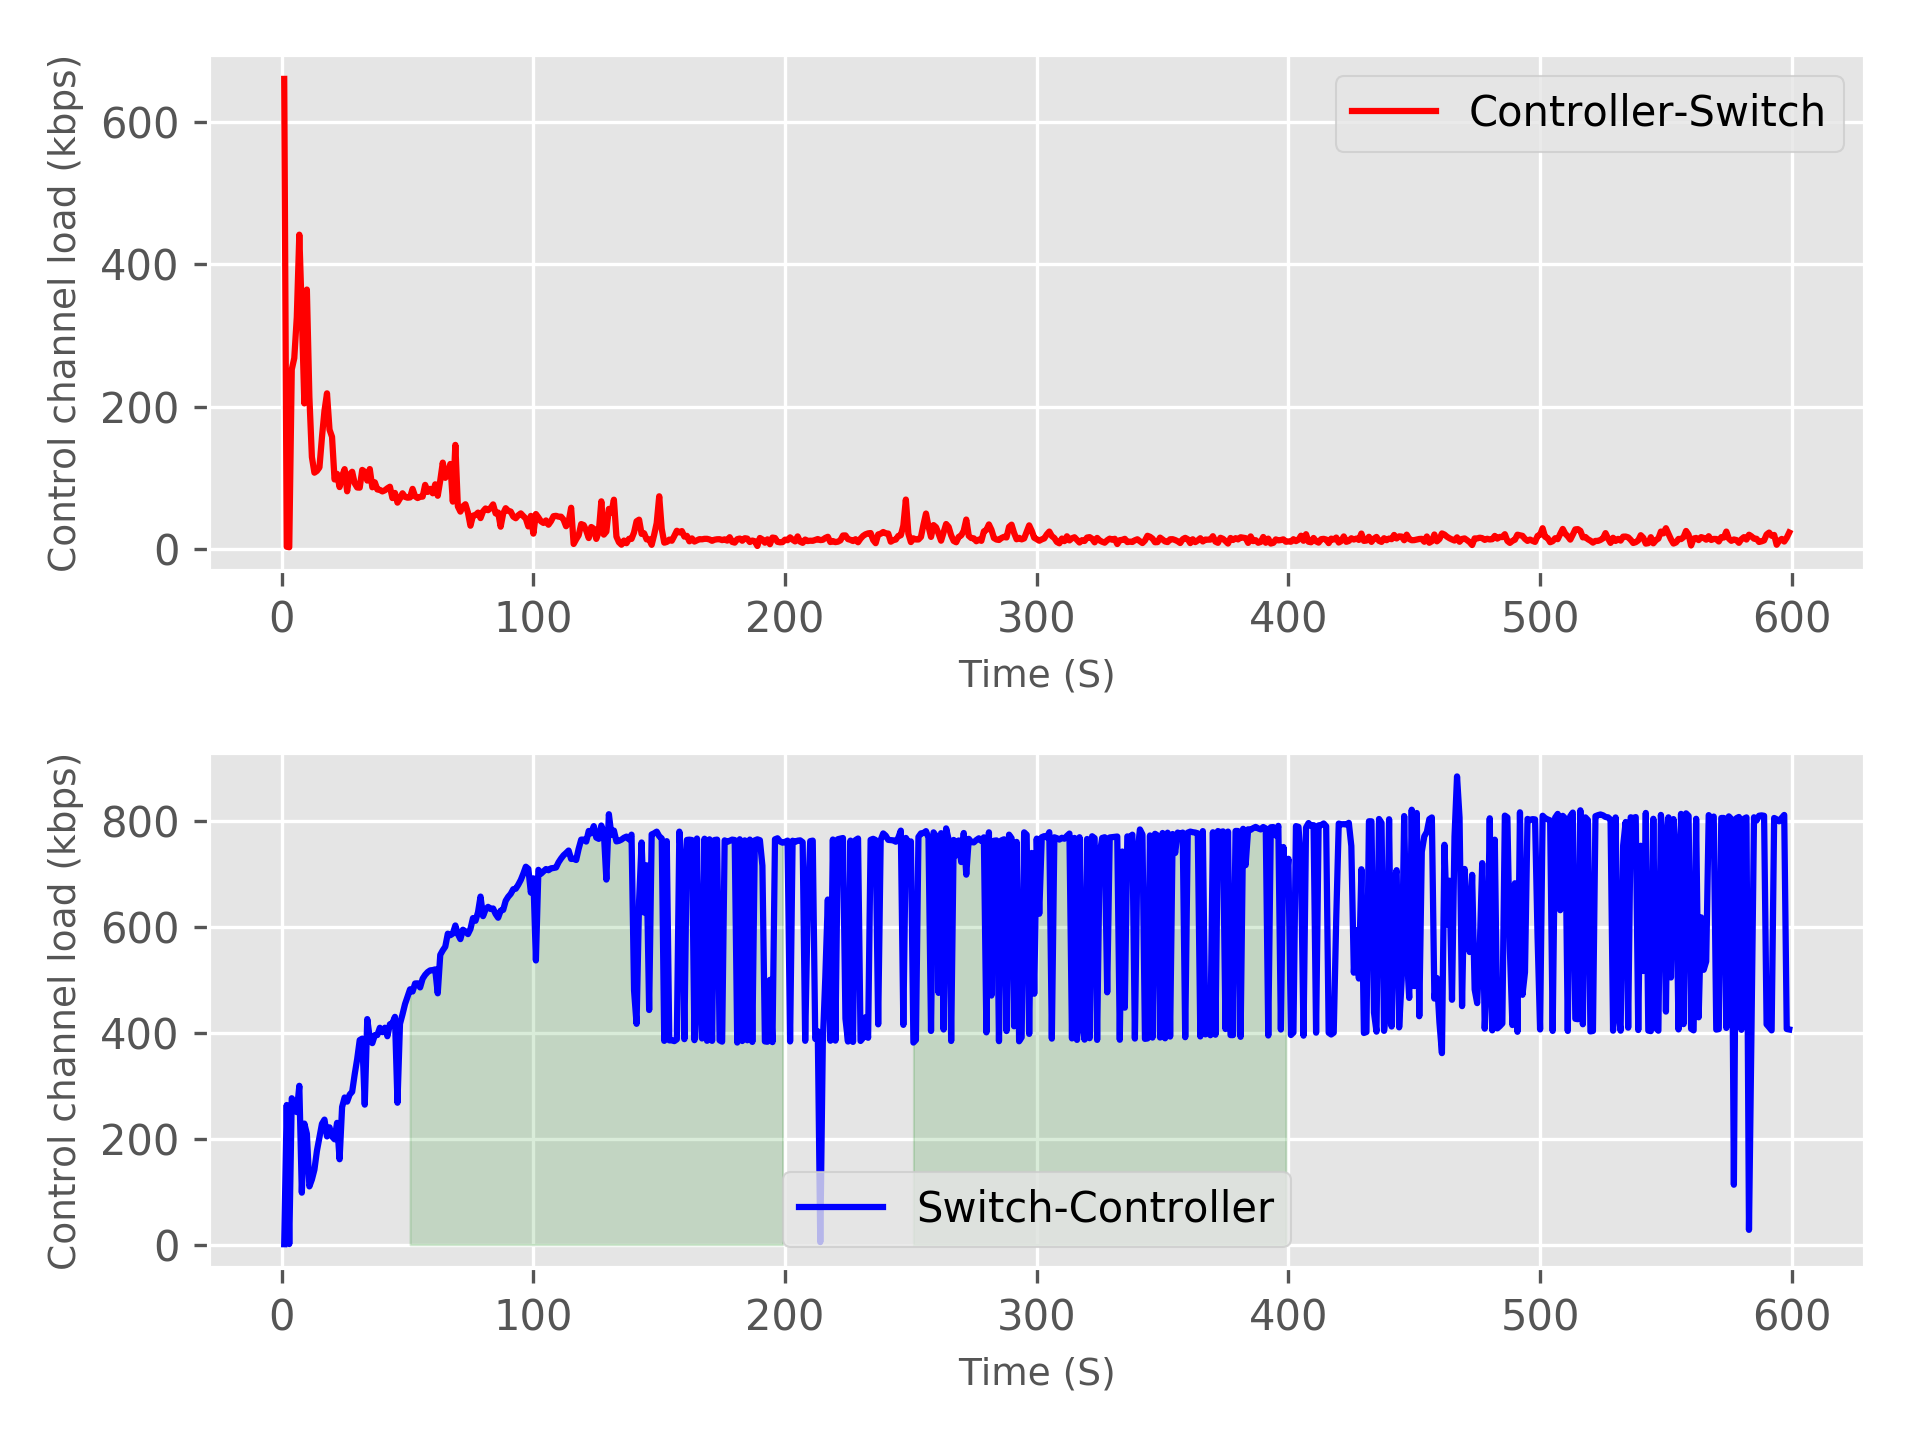 Control channel load (kbps)
600
400
200
0
Controller-Switch
0 100 200 300 400 500 600
Time (S)
Control channel load (kbps)
800
600
400
200
0
Switch-Controller
0 100 200 300 400 500 600
Time (S)